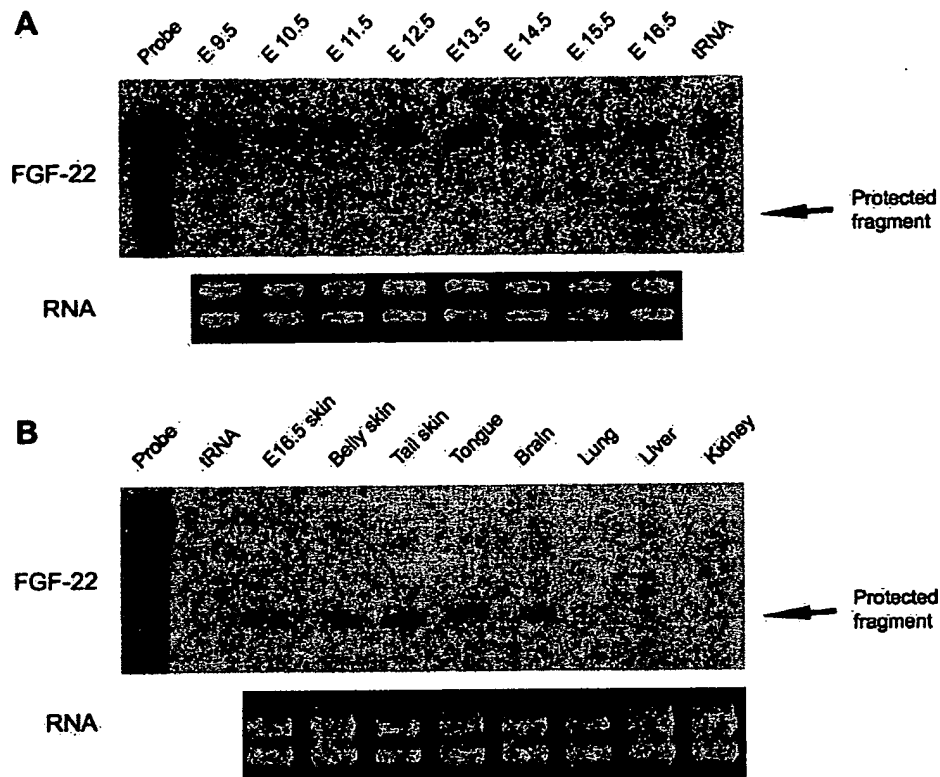 A
Probe E 9.5 E 10.5 E 11.5 E 12.5 E13.5 E 14.5 E 15.5 E 16.5 tRNA
FGF-22
Protected
fragment
RNA
B
Probe tRNA E16.5 skin Belly skin Tail skin Tongue Brain Lung Liver Kidney
FGF-22
Protected
fragment
RNA